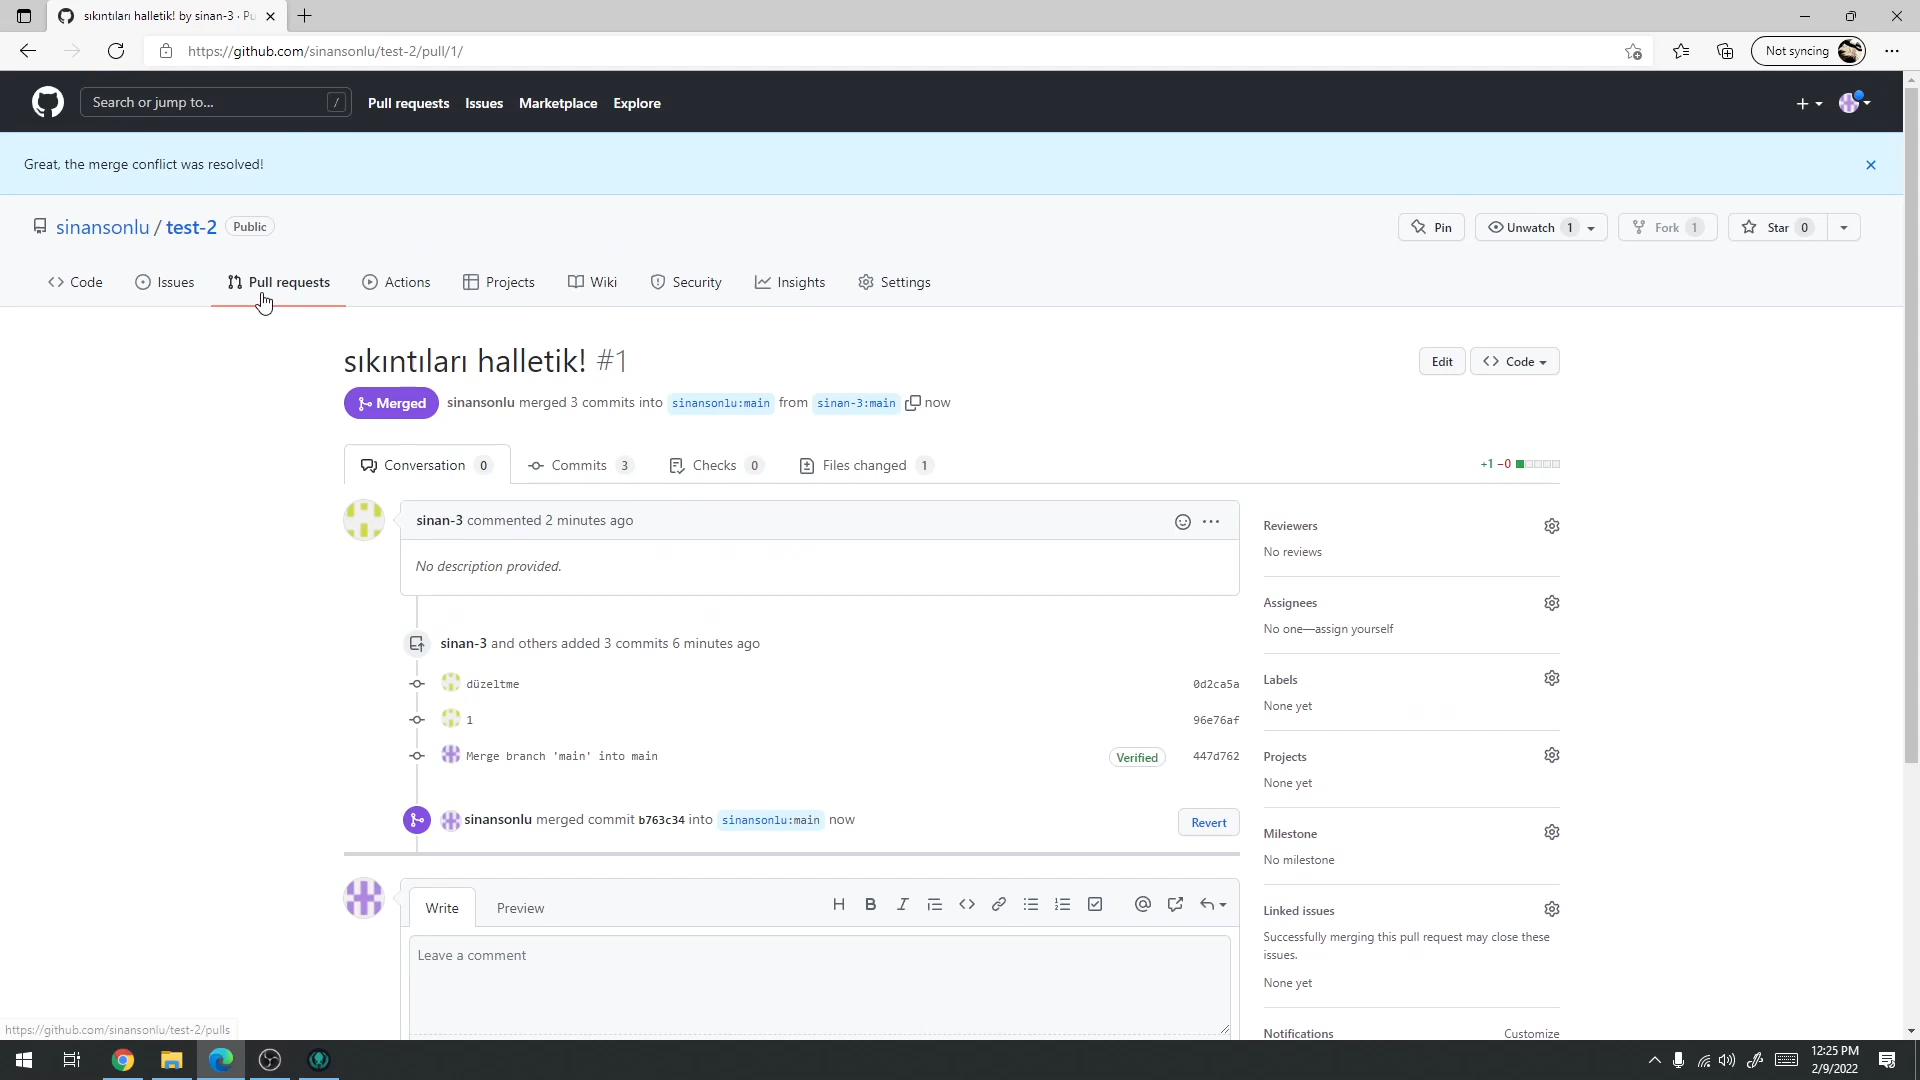 sıkıntıları halletik! by sinan-3 · Pu
https://github.com/sinansonlu/test-2/pull/1/
Not syncing
Search or jump to... /
Pull requests Issues Marketplace Explore
Great, the merge conflict was resolved!
sinansonlu / test-2 Public
Pin Unwatch 1 Fork 1 Star 0
Code Issues Pull requests Actions Projects Wiki Security Insights Settings
sıkıntıları halletik! #1
Edit Code
Merged sinansonlu merged 3 commits into sinansonlu:main from sinan-3:main now
Conversation 0 Commits 3 Checks 0 Files changed 1
+1 −0
sinan-3 commented 2 minutes ago
No description provided.
sinan-3 and others added 3 commits 6 minutes ago
düzeltme 0d2ca5a
1 96e76af
Merge branch 'main' into main Verified 447d762
sinansonlu merged commit b763c34 into sinansonlu:main now
Revert
Write Preview
Leave a comment
Reviewers
No reviews
Assignees
No one—assign yourself
Labels
None yet
Projects
None yet
Milestone
No milestone
Linked issues
Successfully merging this pull request may close these
issues.
None yet
Notifications Customize
https://github.com/sinansonlu/test-2/pulls
12:25 PM
2/9/2022